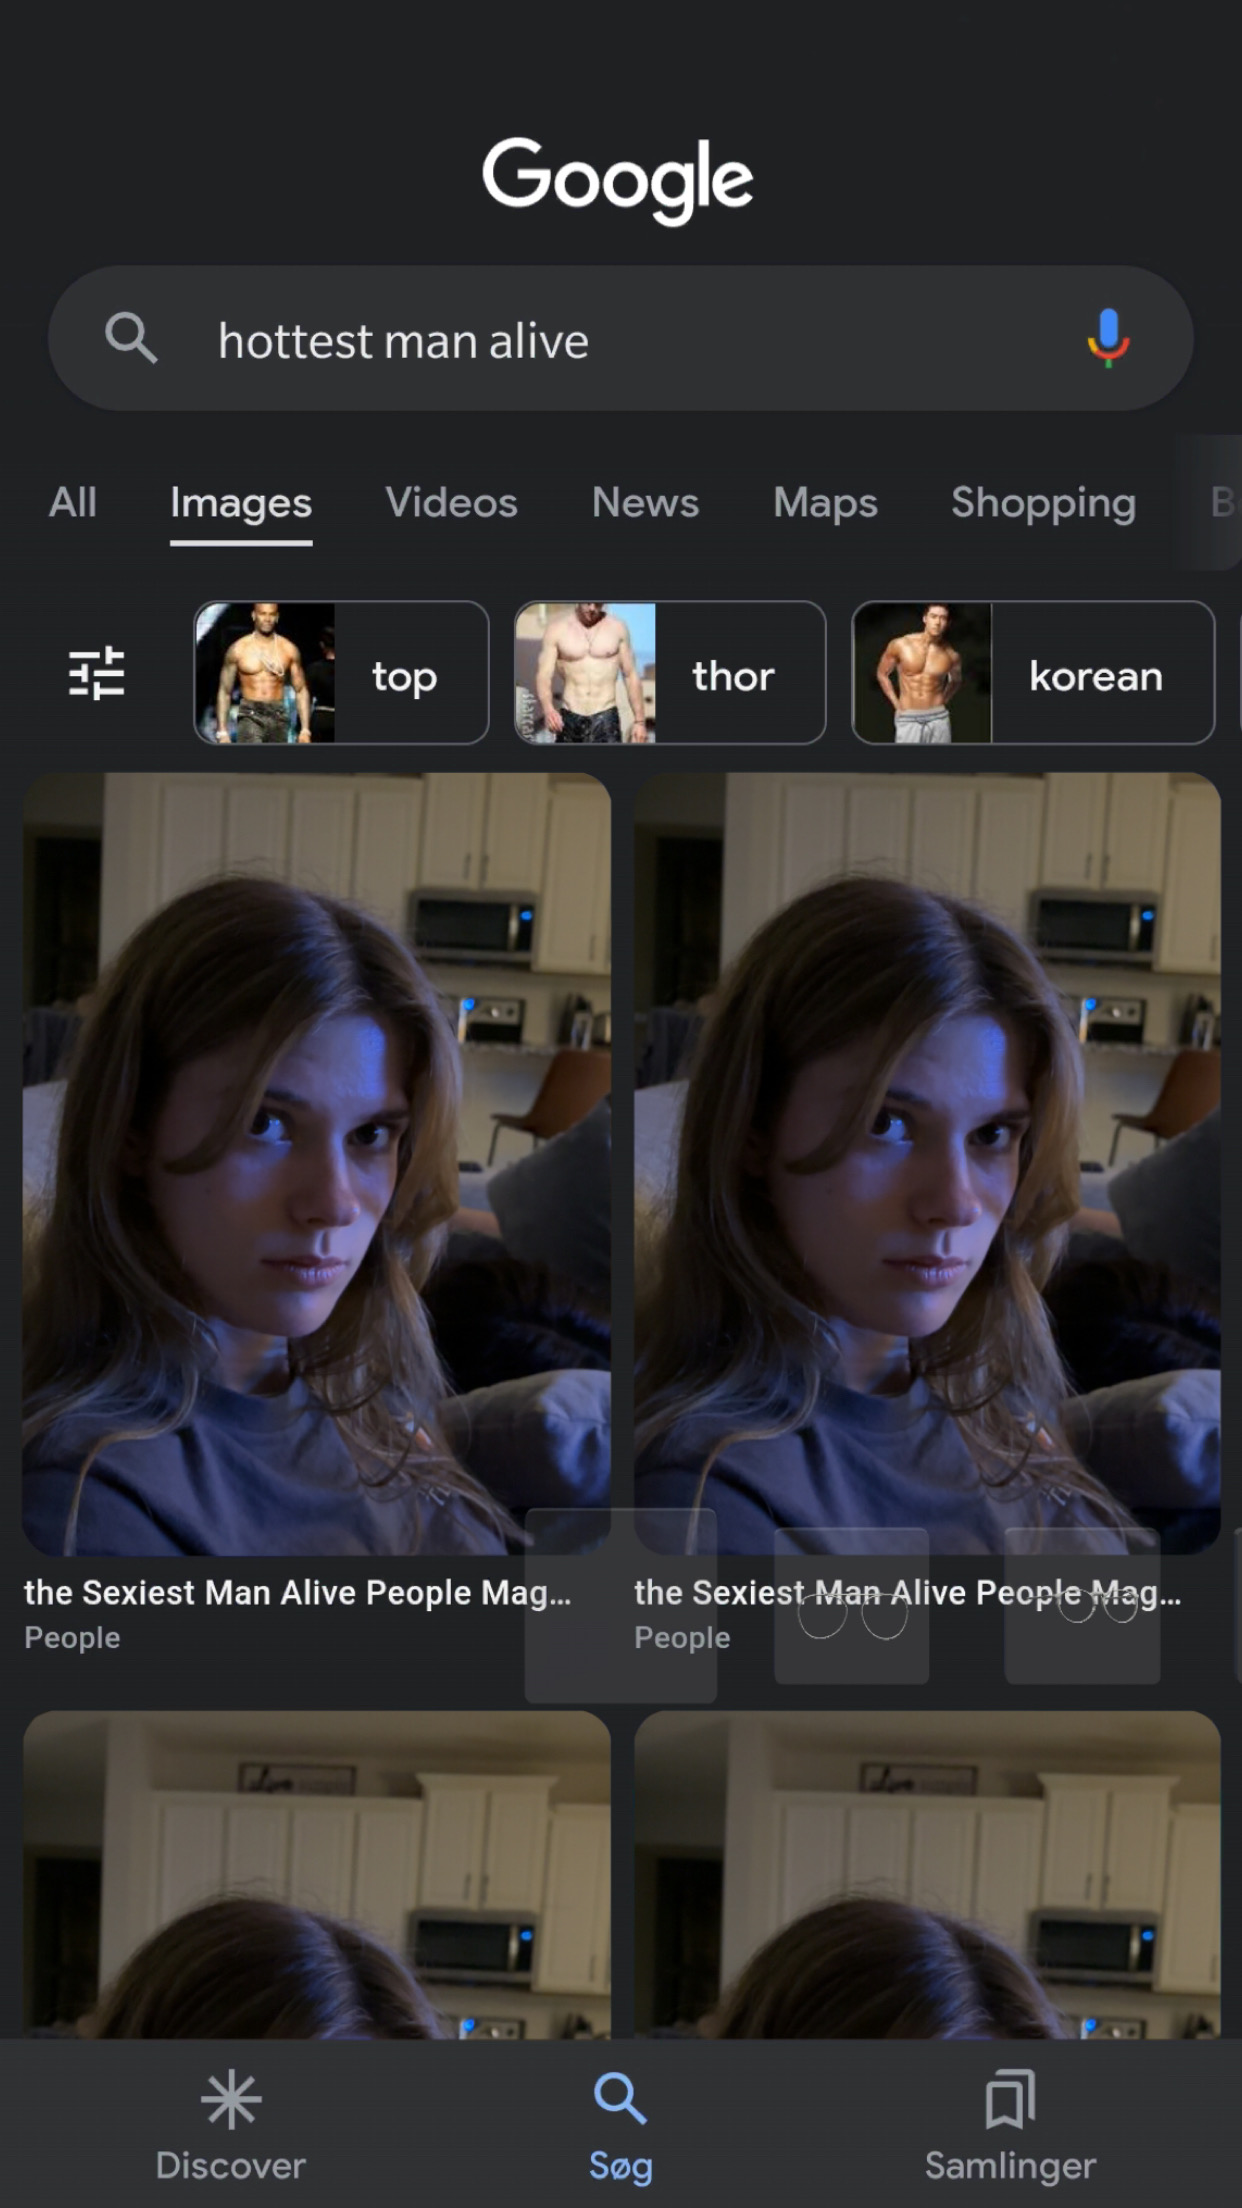 Google
hottest man alive
All Images Videos News Maps Shopping
top thor korean
the Sexiest Man Alive People Mag... the Sexiest Man Alive People Mag...
People People
Discover Søg Samlinger